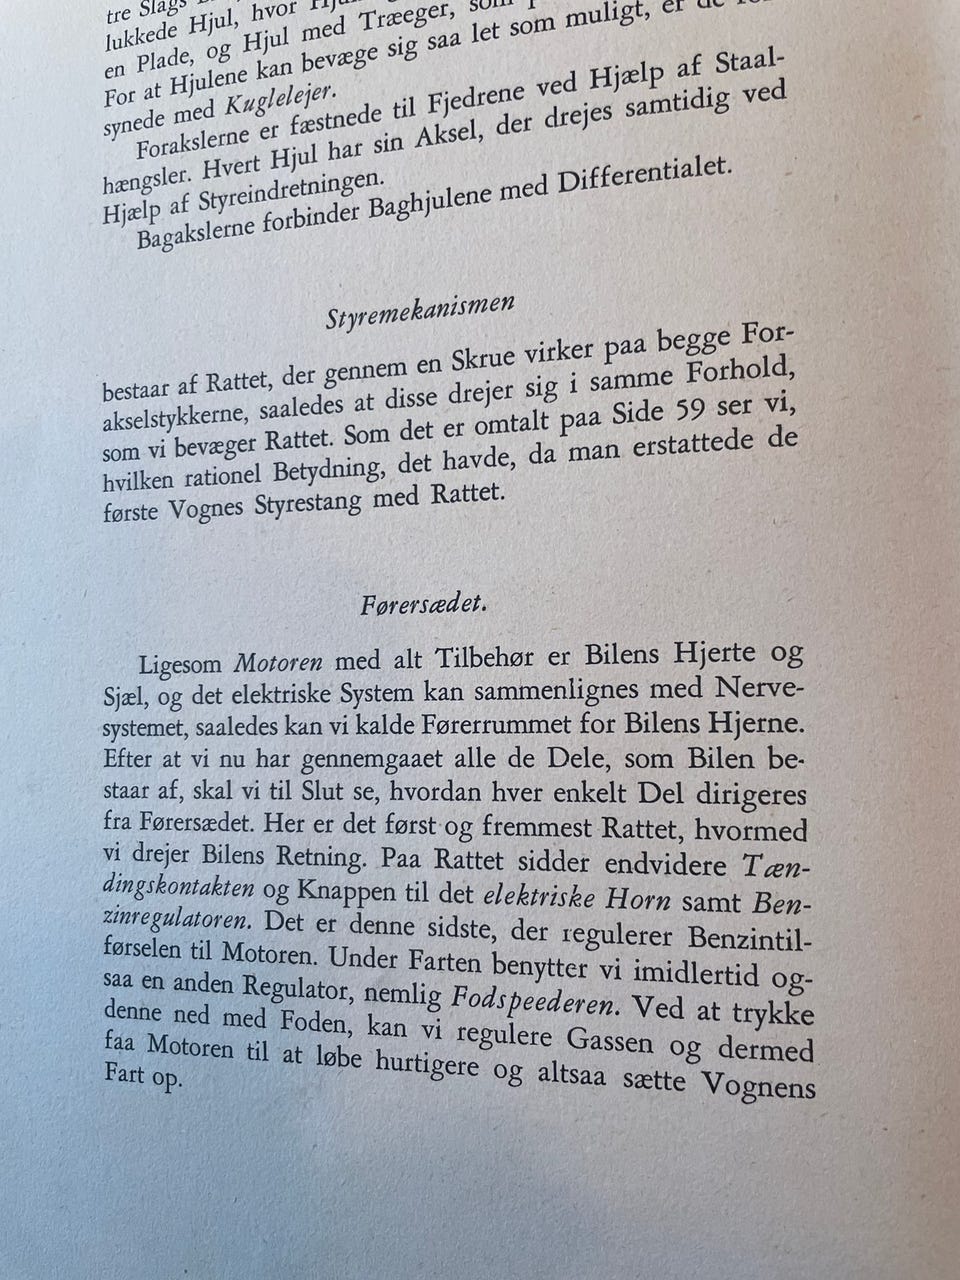 tre Slags
lukkede Hjul, hvor
en Plade, og Hjul med Træeger, som
For at Hjulene kan bevæge sig saa let som muligt, er de
synede med Kuglelejer.
Forakslerne er fæstnede til Fjedrene ved Hjælp af Staal-
hængsler. Hvert Hjul har sin Aksel, der drejes samtidig ved
Hjælp af Styreindretningen.
Bagakslerne forbinder Baghjulene med Differentialet.
Styremekanismen
bestaar af Rattet, der gennem en Skrue virker paa begge For-
akselstykkerne, saaledes at disse drejer sig i samme Forhold,
som vi bevæger Rattet. Som det er omtalt paa Side 59 ser vi,
hvilken rationel Betydning, det havde, da man erstattede de
første Vognes Styrestang med Rattet.
Førersædet.
Ligesom Motoren med alt Tilbehør er Bilens Hjerte og
Sjæl, og det elektriske System kan sammenlignes med Nerve-
systemet, saaledes kan vi kalde Førerrummet for Bilens Hjerne.
Efter at vi nu har gennemgaaet alle de Dele, som Bilen be-
staar af, skal vi til Slut se, hvordan hver enkelt Del dirigeres
fra Førersædet. Her er det først og fremmest Rattet, hvormed
vi drejer Bilens Retning. Paa Rattet sidder endvidere Tæn-
dingskontakten og Knappen til det elektriske Horn samt Ben-
zinregulatoren. Det er denne sidste, der regulerer Benzintil-
førselen til Motoren. Under Farten benytter vi imidlertid og-
saa en anden Regulator, nemlig Fodspeederen. Ved at trykke
denne ned med Foden, kan vi regulere Gassen og dermed
faa Motoren til at løbe hurtigere og altsaa sætte Vognens
Fart op.